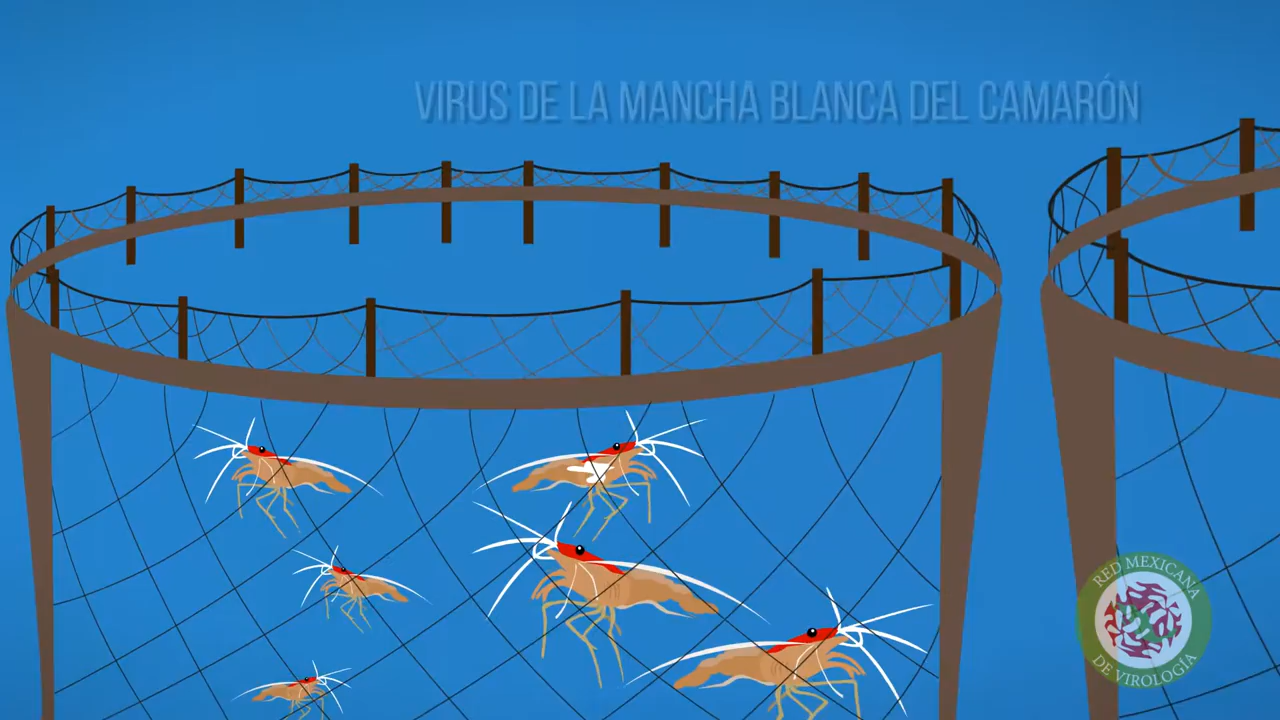 VIRUS DE LA MANCHA BLANCA DEL CAMARÓN
RED MEXICANA
DE VIROLOGÍA